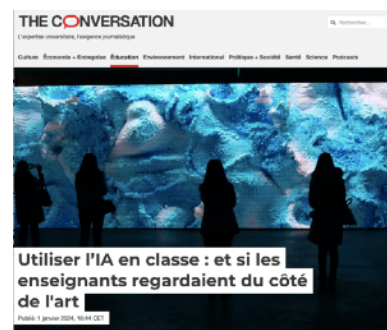 THE CONVERSATION
L'expertise universitaire, l'exigence journalistique
Rechercher...
Culture Économie + Entreprise Éducation Environnement International Politique + Société Santé Science Podcasts
Utiliser l'IA en classe : et si les
enseignants regardaient du côté
de l'art
Publié: 1 janvier 2024, 16:44 CET